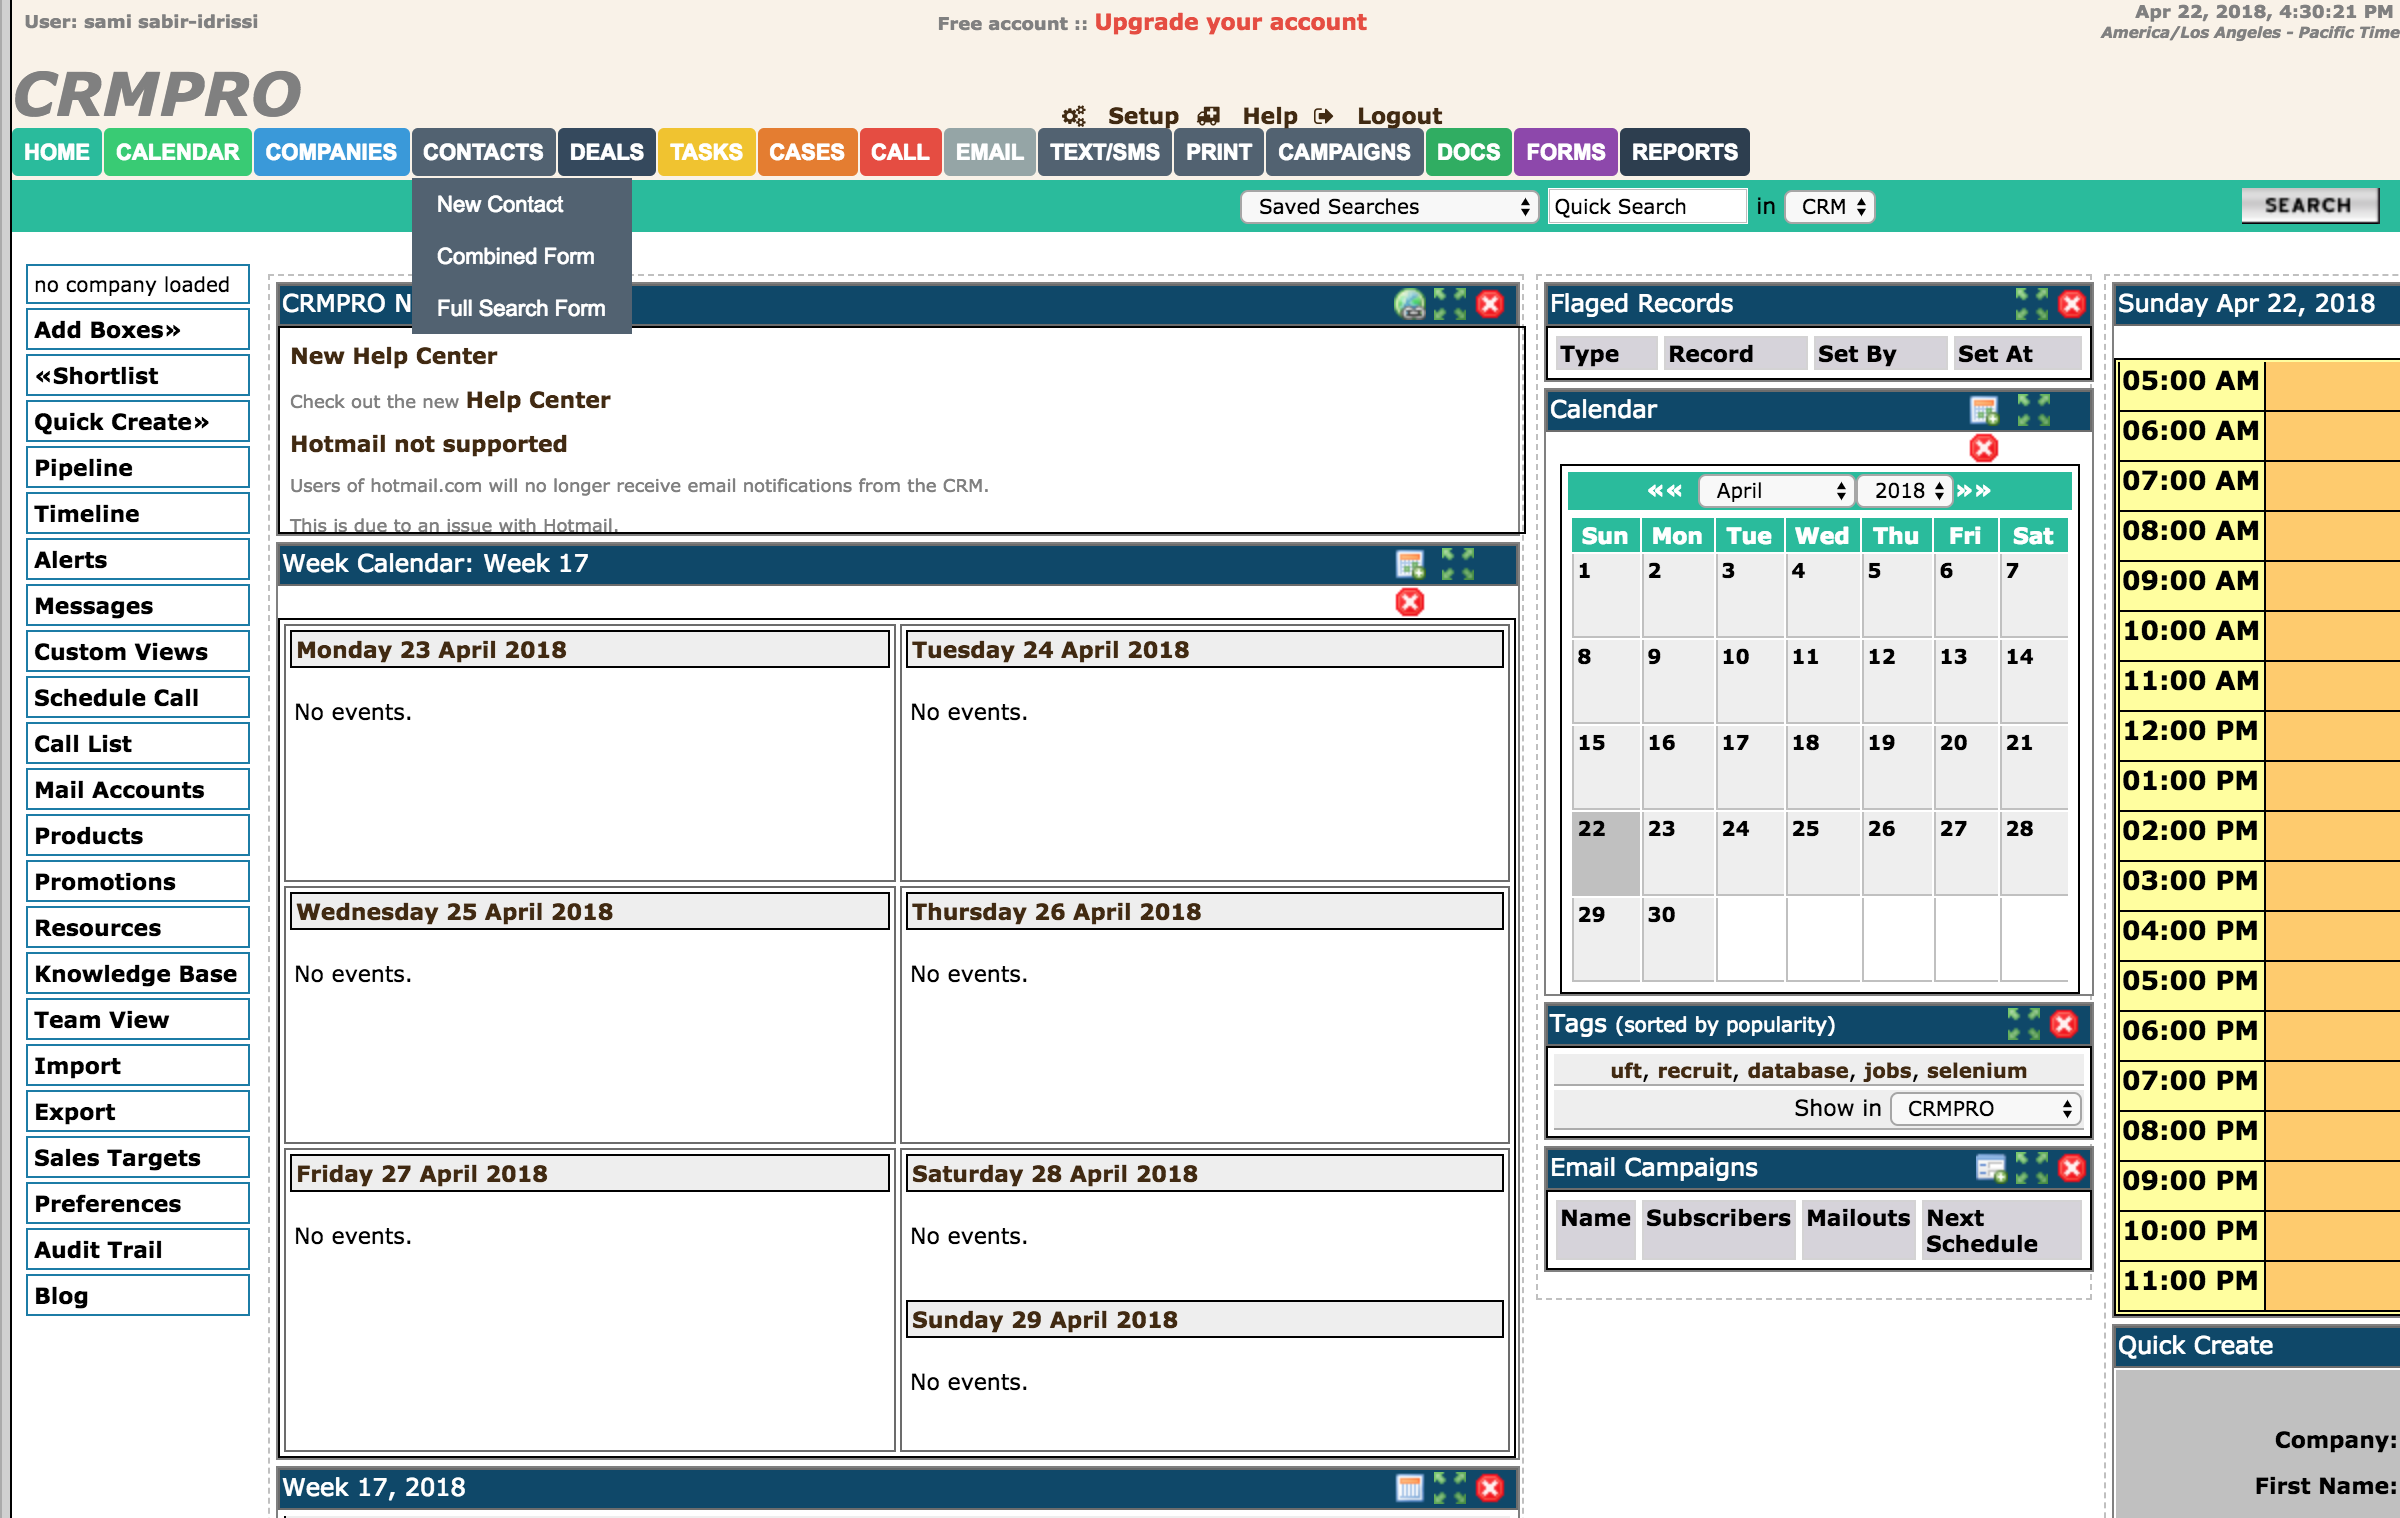 User: sami sabir-idrissi
Free account :: Upgrade your account
Apr 22, 2018, 4:30:21 PM
America/Los Angeles - Pacific Time
CRMPRO
Setup Help Logout
HOME CALENDAR COMPANIES CONTACTS DEALS TASKS CASES CALL EMAIL TEXT/SMS PRINT CAMPAIGNS DOCS FORMS REPORTS
New Contact
Combined Form
Full Search Form
Saved Searches Quick Search in CRM SEARCH
no company loaded
Add Boxes»
«Shortlist
Quick Create»
Pipeline
Timeline
Alerts
Messages
Custom Views
Schedule Call
Call List
Mail Accounts
Products
Promotions
Resources
Knowledge Base
Team View
Import
Export
Sales Targets
Preferences
Audit Trail
Blog
CRMPRO N
New Help Center
Check out the new Help Center
Hotmail not supported
Users of hotmail.com will no longer receive email notifications from the CRM.
This is due to an issue with Hotmail.
Week Calendar: Week 17
Monday 23 April 2018
No events.
Tuesday 24 April 2018
No events.
Wednesday 25 April 2018
No events.
Thursday 26 April 2018
No events.
Friday 27 April 2018
No events.
Saturday 28 April 2018
No events.
Sunday 29 April 2018
No events.
Week 17, 2018
Flaged Records
Type Record Set By Set At
Calendar
«« April 2018 »»
Sun Mon Tue Wed Thu Fri Sat
1 2 3 4 5 6 7
8 9 10 11 12 13 14
15 16 17 18 19 20 21
22 23 24 25 26 27 28
29 30
Tags (sorted by popularity)
uft, recruit, database, jobs, selenium
Show in CRMPRO
Email Campaigns
Name Subscribers Mailouts Next
Schedule
Sunday Apr 22, 2018
05:00 AM
06:00 AM
07:00 AM
08:00 AM
09:00 AM
10:00 AM
11:00 AM
12:00 PM
01:00 PM
02:00 PM
03:00 PM
04:00 PM
05:00 PM
06:00 PM
07:00 PM
08:00 PM
09:00 PM
10:00 PM
11:00 PM
Quick Create
Company:
First Name: